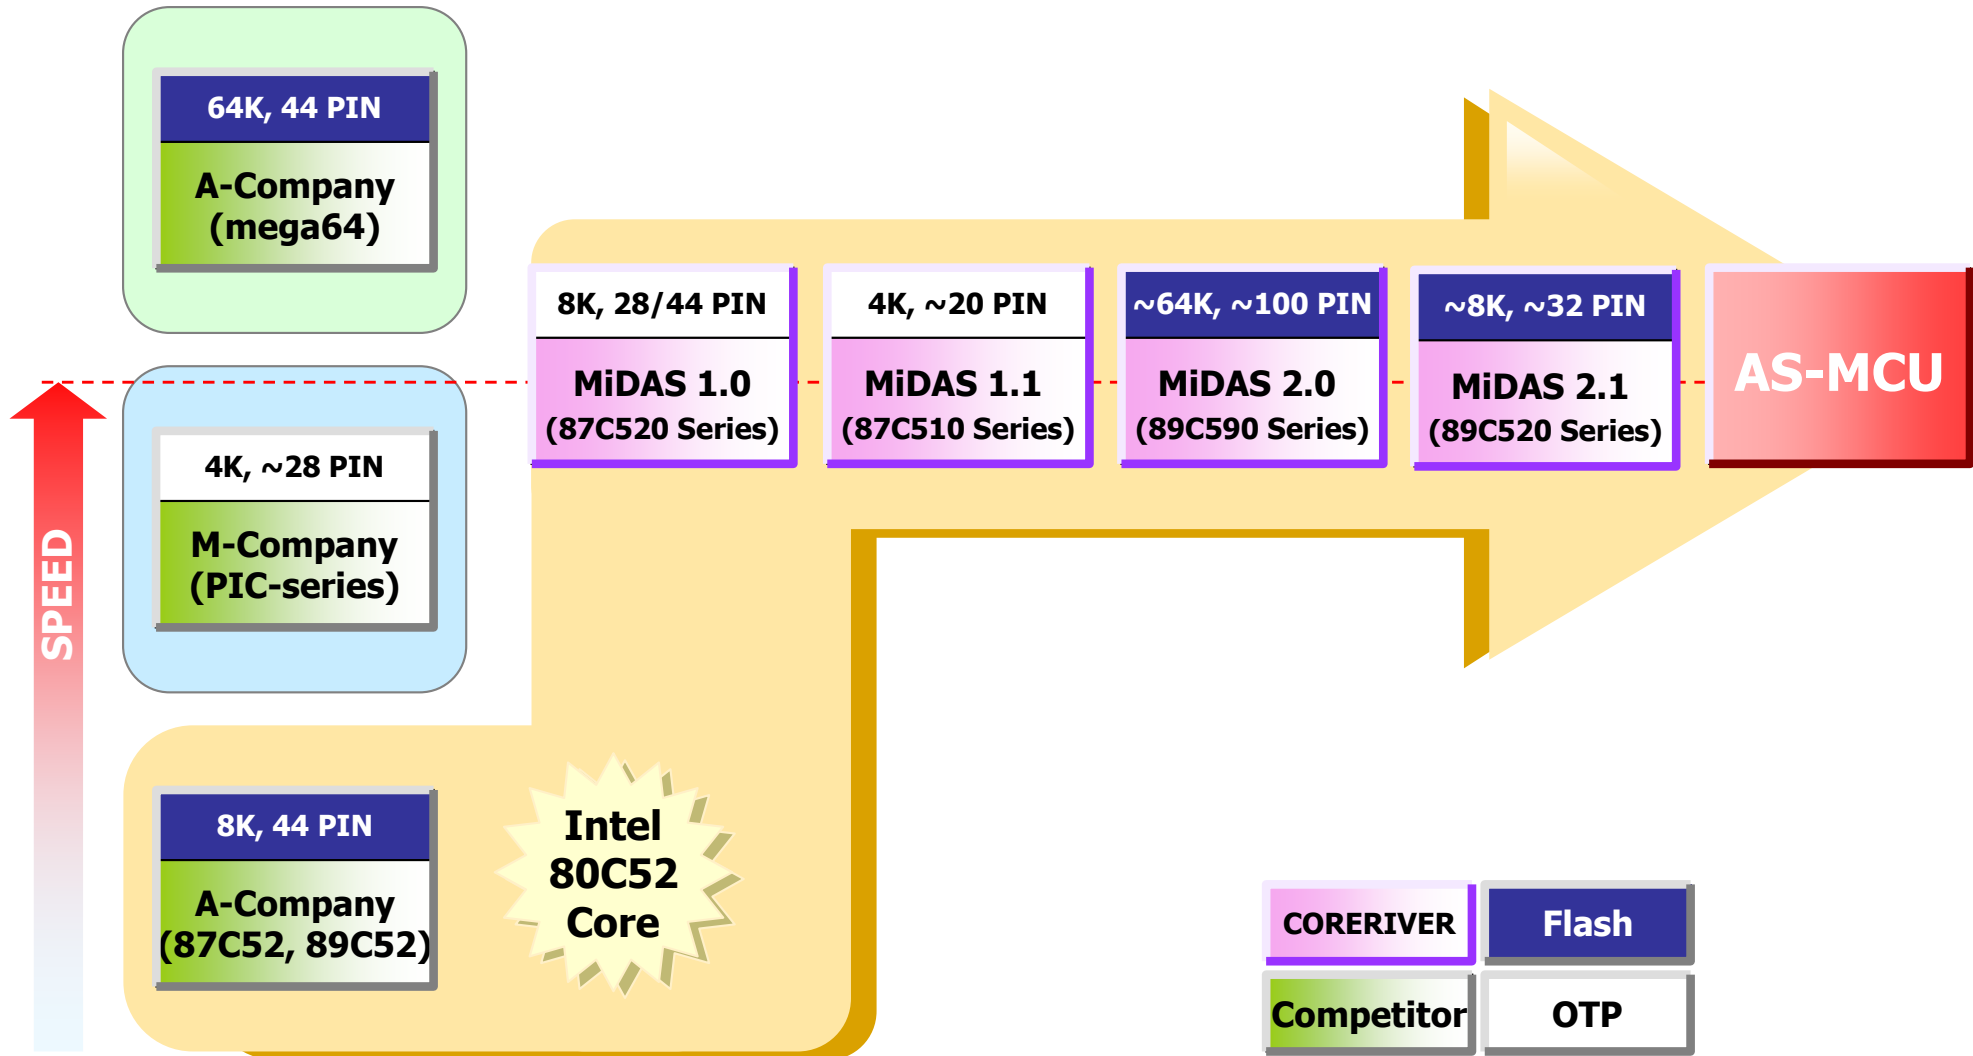 64K, 44 PIN
A-Company
(mega64)
8K, 28/44 PIN
MiDAS 1.0
(87C520 Series)
4K, ~20 PIN
MiDAS 1.1
(87C510 Series)
~64K, ~100 PIN
MiDAS 2.0
(89C590 Series)
~8K, ~32 PIN
MiDAS 2.1
(89C520 Series)
AS-MCU
SPEED
4K, ~28 PIN
M-Company
(PIC-series)
8K, 44 PIN
A-Company
(87C52, 89C52)
Intel
80C52
Core
CORERIVER
Flash
Competitor
OTP